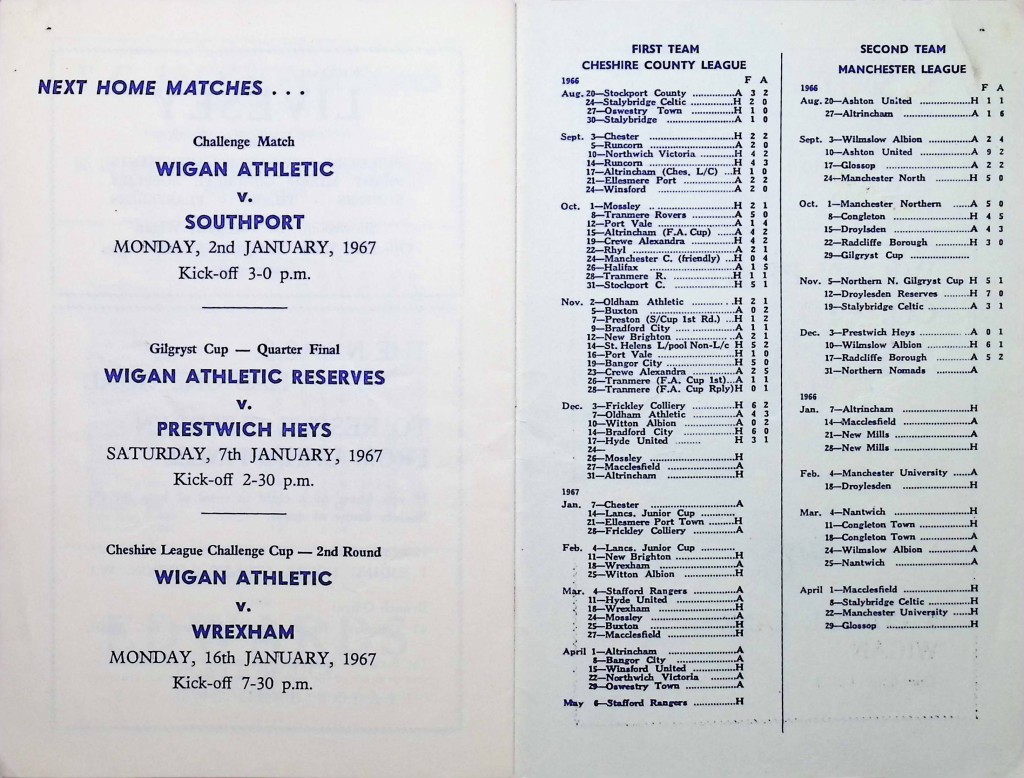 NEXT HOME MATCHES . . .
Challenge Match
WIGAN ATHLETIC
v.
SOUTHPORT
MONDAY, 2nd JANUARY, 1967
Kick-off 3-0 p.m.
Gilgryst Cup — Quarter Final
WIGAN ATHLETIC RESERVES
v.
PRESTWICH HEYS
SATURDAY, 7th JANUARY, 1967
Kick-off 2-30 p.m.
Cheshire League Challenge Cup — 2nd Round
WIGAN ATHLETIC
v.
WREXHAM
MONDAY, 16th JANUARY, 1967
Kick-off 7-30 p.m.
FIRST TEAM
CHESHIRE COUNTY LEAGUE
1966 F A
Aug. 20—Stockport County ..............A 3 2
24—Stalybridge Celtic ..............H 2 0
27—Oswestry Town ..............H 1 0
30—Stalybridge ..............A 1 0
Sept. 3—Chester ..............H 2 2
5—Runcorn ..............A 2 0
10—Northwich Victoria ..............H 4 2
14—Runcorn ..............H 4 3
17—Altrincham (Ches. L/C) ...H 1 0
21—Ellesmere Port ..............A 2 2
24—Winsford ..............A 2 0
Oct. 1—Mossley ..............H 2 1
8—Tranmere Rovers ..............A 5 0
12—Port Vale ..............A 1 4
15—Altrincham (F.A. Cup) ......A 4 2
19—Crewe Alexandra ..............H 4 2
22—Rhyl ..............A 2 1
24—Manchester C. (friendly) ...H 0 4
26—Halifax ..............A 1 5
28—Tranmere R. ..............H 1 1
31—Stockport C. ..............H 5 1
Nov. 2—Oldham Athletic ..............H 2 1
5—Buxton ..............A 0 2
7—Preston (S/Cup 1st Rd.) ...H 1 2
9—Bradford City ..............A 1 1
12—New Brighton ..............A 2 1
14—St. Helens L/pool Non-L/c H 5 2
16—Port Vale ..............H 1 0
19—Bangor City ..............H 5 0
23—Crewe Alexandra ..............A 2 5
26—Tranmere (F.A. Cup 1st)...A 1 1
28—Tranmere (F.A. Cup Rply)H 0 1
Dec. 3—Frickley Colliery ..............H 6 2
7—Oldham Athletic ..............A 4 3
10—Witton Albion ..............A 0 2
14—Bradford City ..............H 6 0
17—Hyde United ........H 3 1
24—
26—Mossley ..............H
27—Macclesfield ..............A
31—Altrincham ..............H
1967
Jan. 7—Chester ..............A
14—Lancs. Junior Cup ...........
21—Ellesmere Port Town .........H
28—Frickley Colliery ..............A
Feb. 4—Lancs. Junior Cup ...........
11—New Brighton ..............H
18—Wrexham ..............A
25—Witton Albion ..............H
Mar. 4—Stafford Rangers ..............A
11—Hyde United ..............H
18—Wrexham ..............H
24—Mossley ..............A
25—Buxton ..............H
27—Macclesfield ..............H
April 1—Altrincham ..............A
8—Bangor City ..............A
15—Winsford United ..............H
22—Northwich Victoria ...........A
29—Oswestry Town ..............A
May 6—Stafford Rangers ..............H
SECOND TEAM
MANCHESTER LEAGUE
1966 F A
Aug. 20—Ashton United ..............H 1 1
27—Altrincham ..............A 1 6
Sept. 3—Wilmslow Albion ..............A 2 4
10—Ashton United ..............A 9 2
17—Glossop ..............A 2 2
24—Manchester North ...........H 5 0
Oct. 1—Manchester Northern ......A 5 0
8—Congleton ..............H 4 5
15—Droylsden ..............A 4 3
22—Radcliffe Borough ...........H 3 0
29—Gilgryst Cup ..............
Nov. 5—Northern N. Gilgryst Cup H 5 1
12—Droylesden Reserves .........H 7 0
19—Stalybridge Celtic ...........A 3 1
Dec. 3—Prestwich Heys ..............A 0 1
10—Wilmslow Albion ..............H 6 1
17—Radcliffe Borough ...........A 5 2
31—Northern Nomads ...........A
1966
Jan. 7—Altrincham ..............H
14—Macclesfield ..............A
21—New Mills ..............A
28—New Mills ..............H
Feb. 4—Manchester University ......A
18—Droylesden ..............H
Mar. 4—Nantwich ..............H
11—Congleton Town ..............H
18—Congleton Town ..............A
24—Wilmslow Albion ..............A
25—Nantwich ..............A
April 1—Macclesfield ..............H
8—Stalybridge Celtic ..............H
22—Manchester University ......H
29—Glossop ..............H